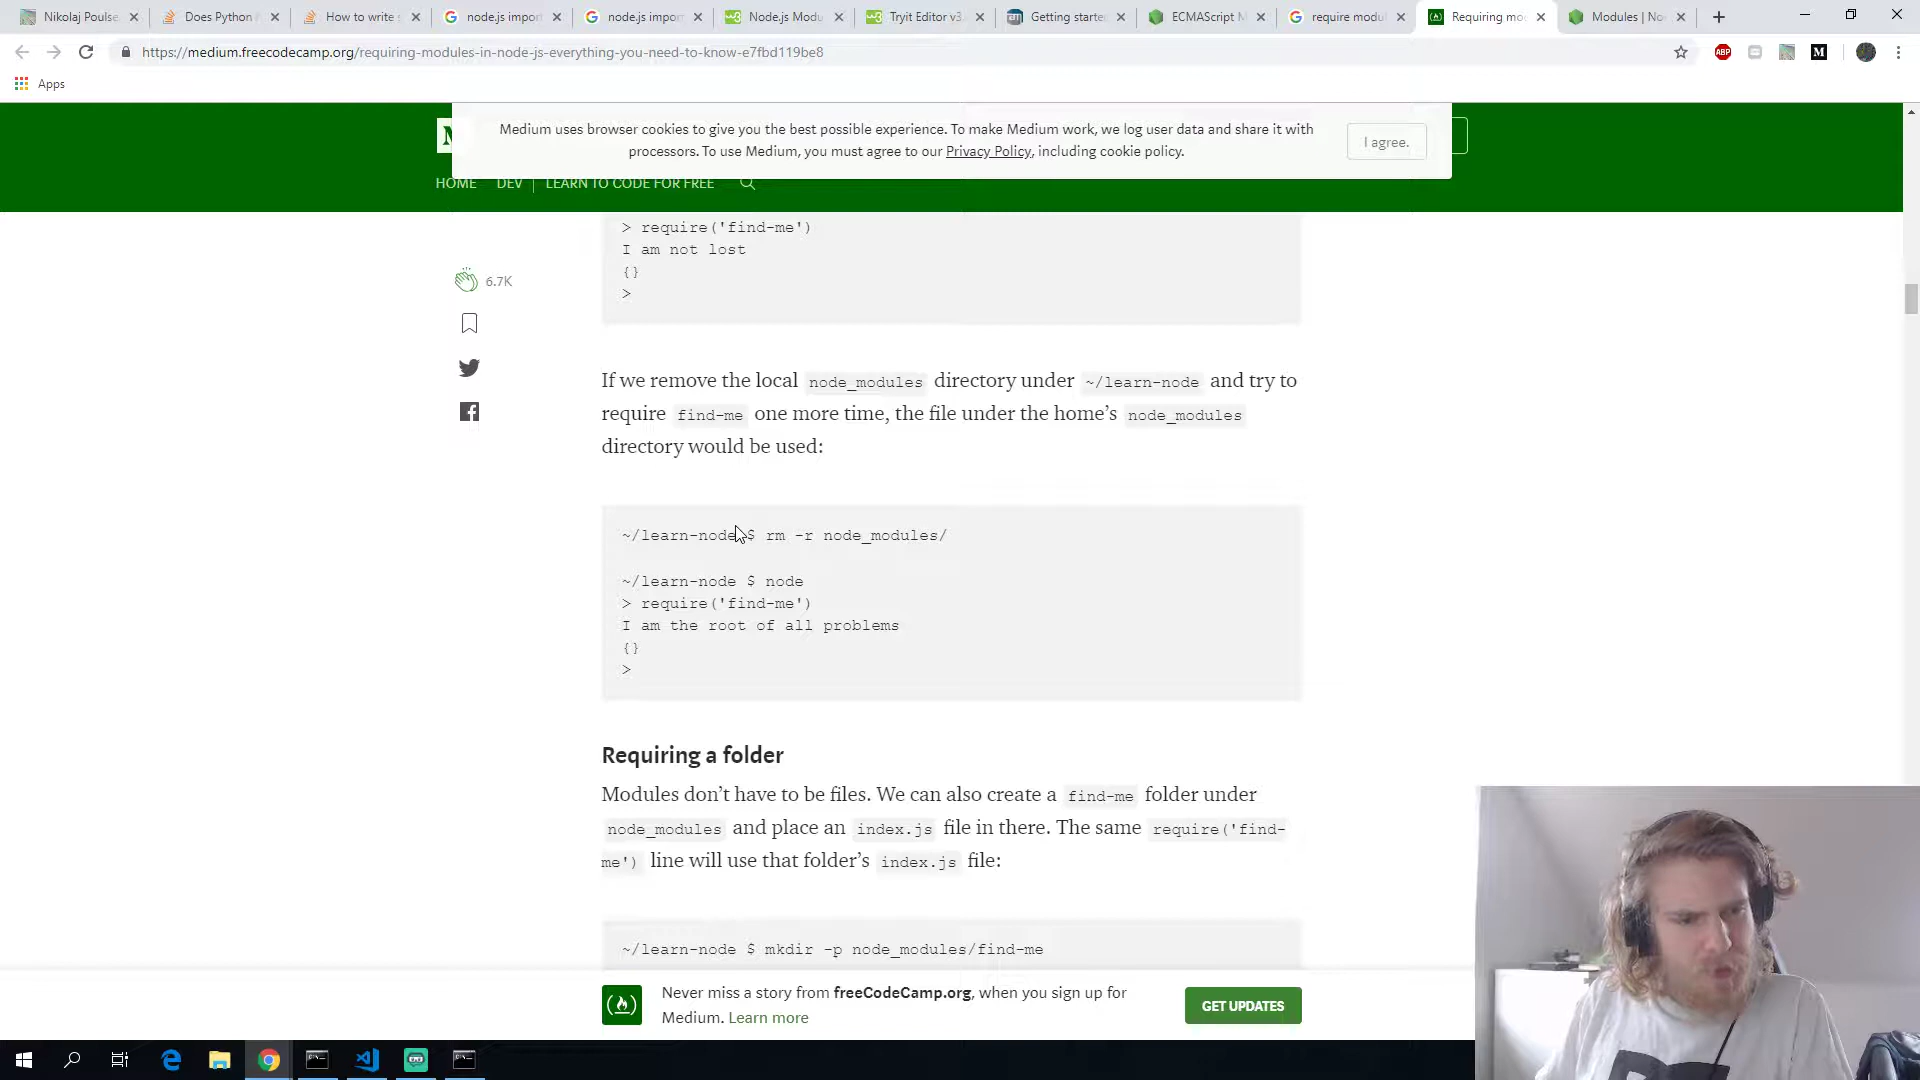 Nikolaj Poulse
Does Python
How to write
node.js impor
node.js impor
Node.js Modu
Tryit Editor v3.
Getting starte
ECMAScript M
require modul
Requiring mo
Modules | No
https://medium.freecodecamp.org/requiring-modules-in-node-js-everything-you-need-to-know-e7fbd119be8
ABP
M
Apps
Medium uses browser cookies to give you the best possible experience. To make Medium work, we log user data and share it with
processors. To use Medium, you must agree to our Privacy Policy, including cookie policy.
I agree.
HOME DEV LEARN TO CODE FOR FREE
> require('find-me')
I am not lost
{}
>
6.7K
If we remove the local node_modules directory under ~/learn-node and try to
require find-me one more time, the file under the home’s node_modules
directory would be used:
~/learn-node $ rm -r node_modules/
~/learn-node $ node
> require('find-me')
I am the root of all problems
{}
>
Requiring a folder
Modules don’t have to be files. We can also create a find-me folder under
node_modules and place an index.js file in there. The same require('find-
me') line will use that folder’s index.js file:
~/learn-node $ mkdir -p node_modules/find-me
Never miss a story from freeCodeCamp.org, when you sign up for
Medium. Learn more
GET UPDATES